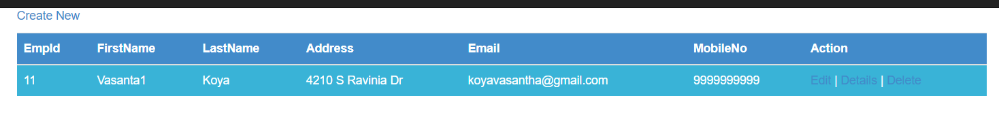 Create New
EmpId FirstName LastName Address Email MobileNo Action
11 Vasanta1 Koya 4210 S Ravinia Dr koyavasantha@gmail.com 9999999999 Edit | Details | Delete